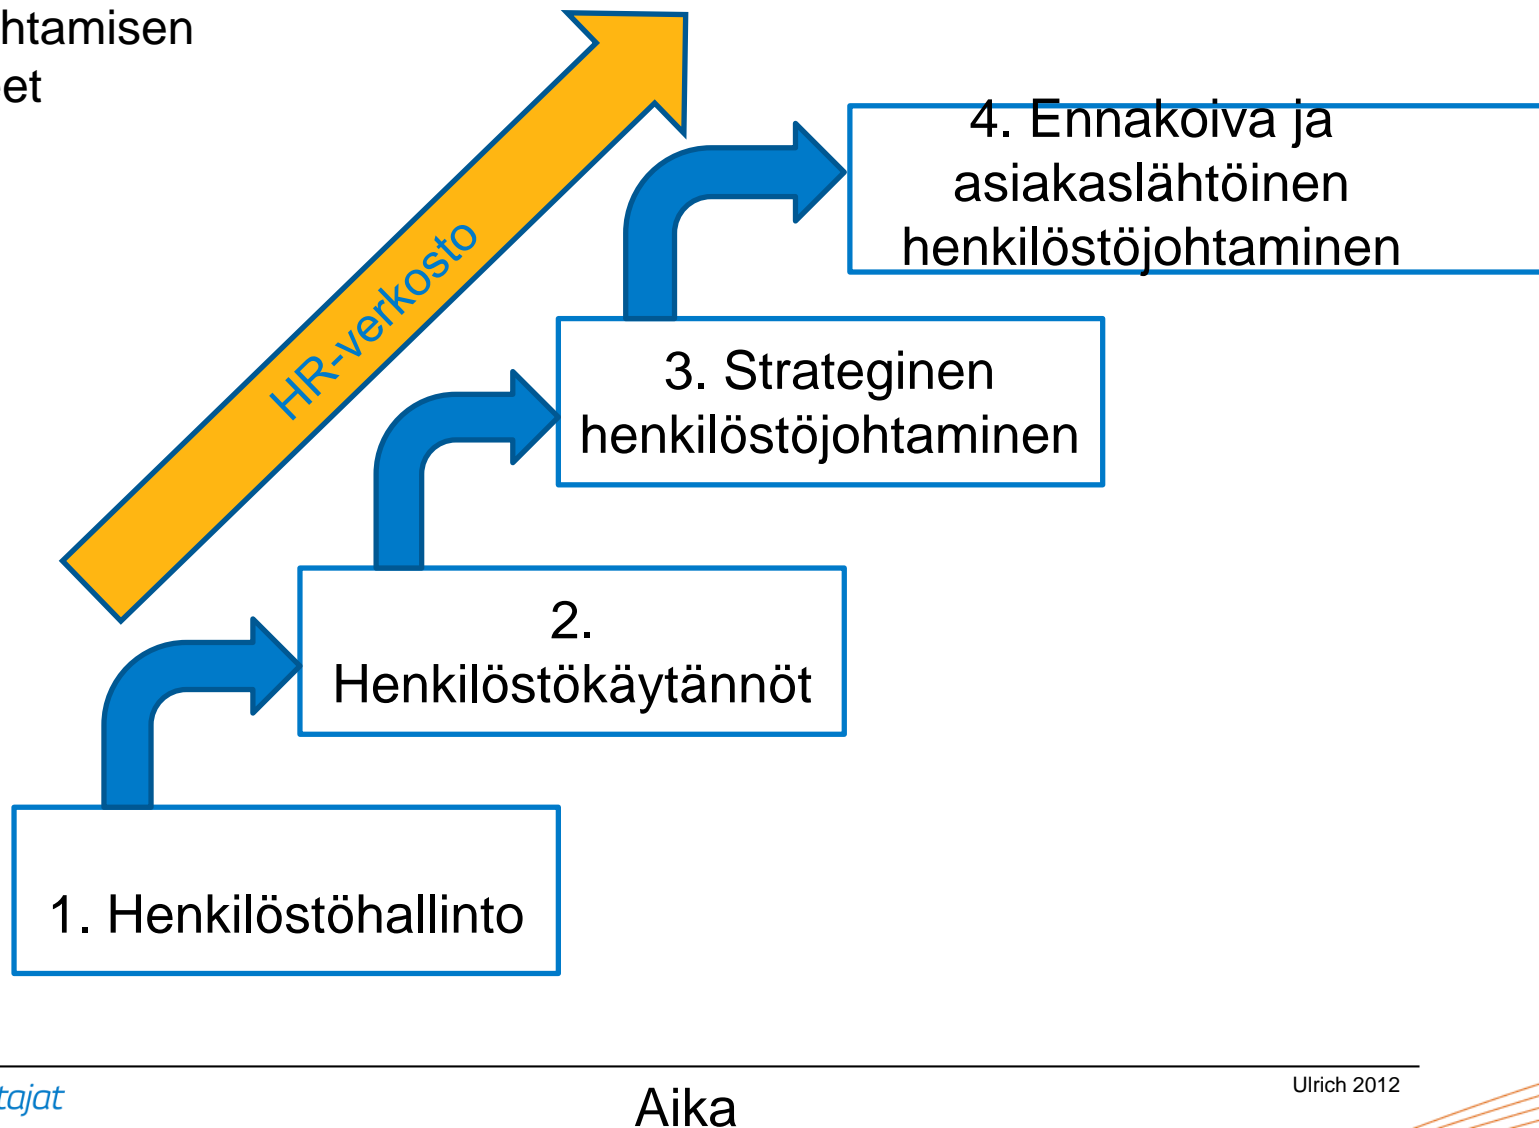 htamisen
et
4. Ennakoiva ja
asiakaslähtöinen
henkilöstöjohtaminen
HR-verkosto
3. Strateginen
henkilöstöjohtaminen
2.
Henkilöstökäytännöt
1. Henkilöstöhallinto
Ulrich 2012
tajat
Aika